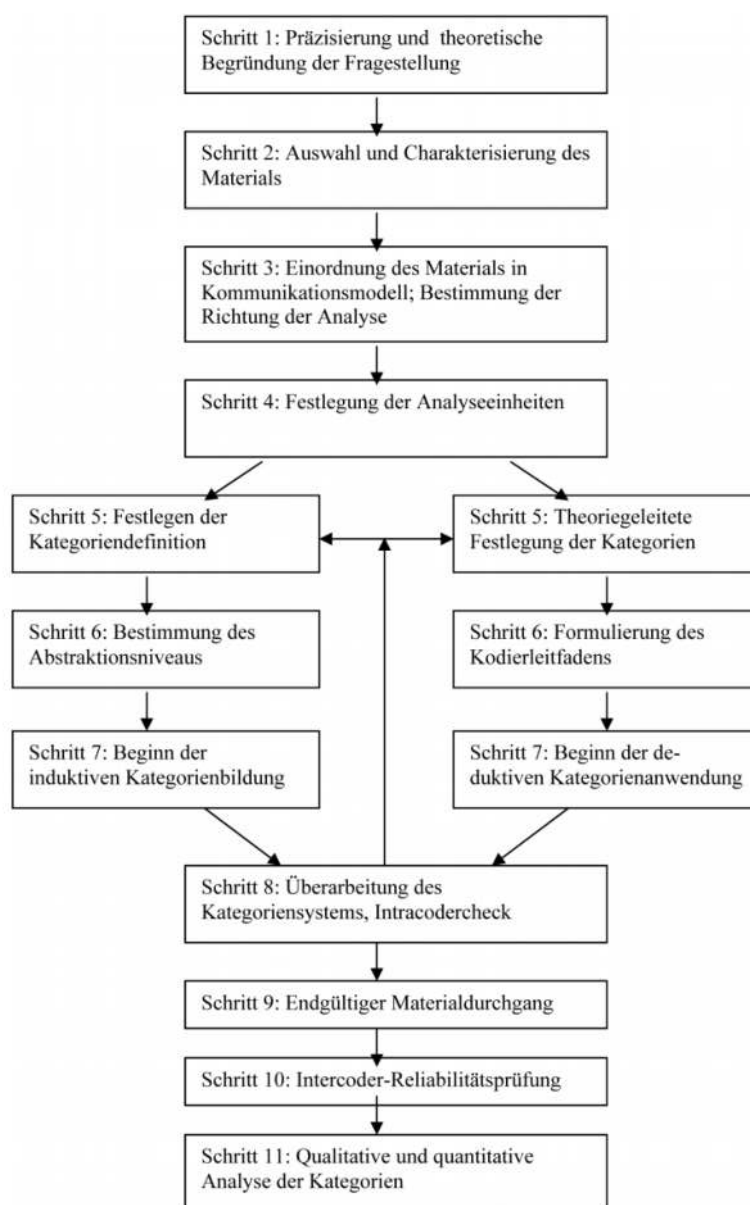 Schritt 1: Präzisierung und theoretische
Begründung der Fragestellung
Schritt 2: Auswahl und Charakterisierung des
Materials
Schritt 3: Einordnung des Materials in
Kommunikationsmodell; Bestimmung der
Richtung der Analyse
Schritt 4: Festlegung der Analyseeinheiten
Schritt 5: Festlegen der
Kategoriendefinition
Schritt 5: Theoriegeleitete
Festlegung der Kategorien
Schritt 6: Bestimmung des
Abstraktionsniveaus
Schritt 6: Formulierung des
Kodierleitfadens
Schritt 7: Beginn der
induktiven Kategorienbildung
Schritt 7: Beginn der de-
duktiven Kategorienanwendung
Schritt 8: Überarbeitung des
Kategoriensystems, Intracodercheck
Schritt 9: Endgültiger Materialdurchgang
Schritt 10: Intercoder-Reliabilitätsprüfung
Schritt 11: Qualitative und quantitative
Analyse der Kategorien